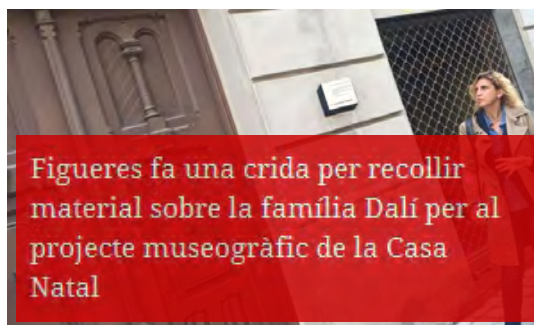 Figueres fa una crida per recollir
material sobre la família Dalí per al
projecte museogràfic de la Casa
Natal